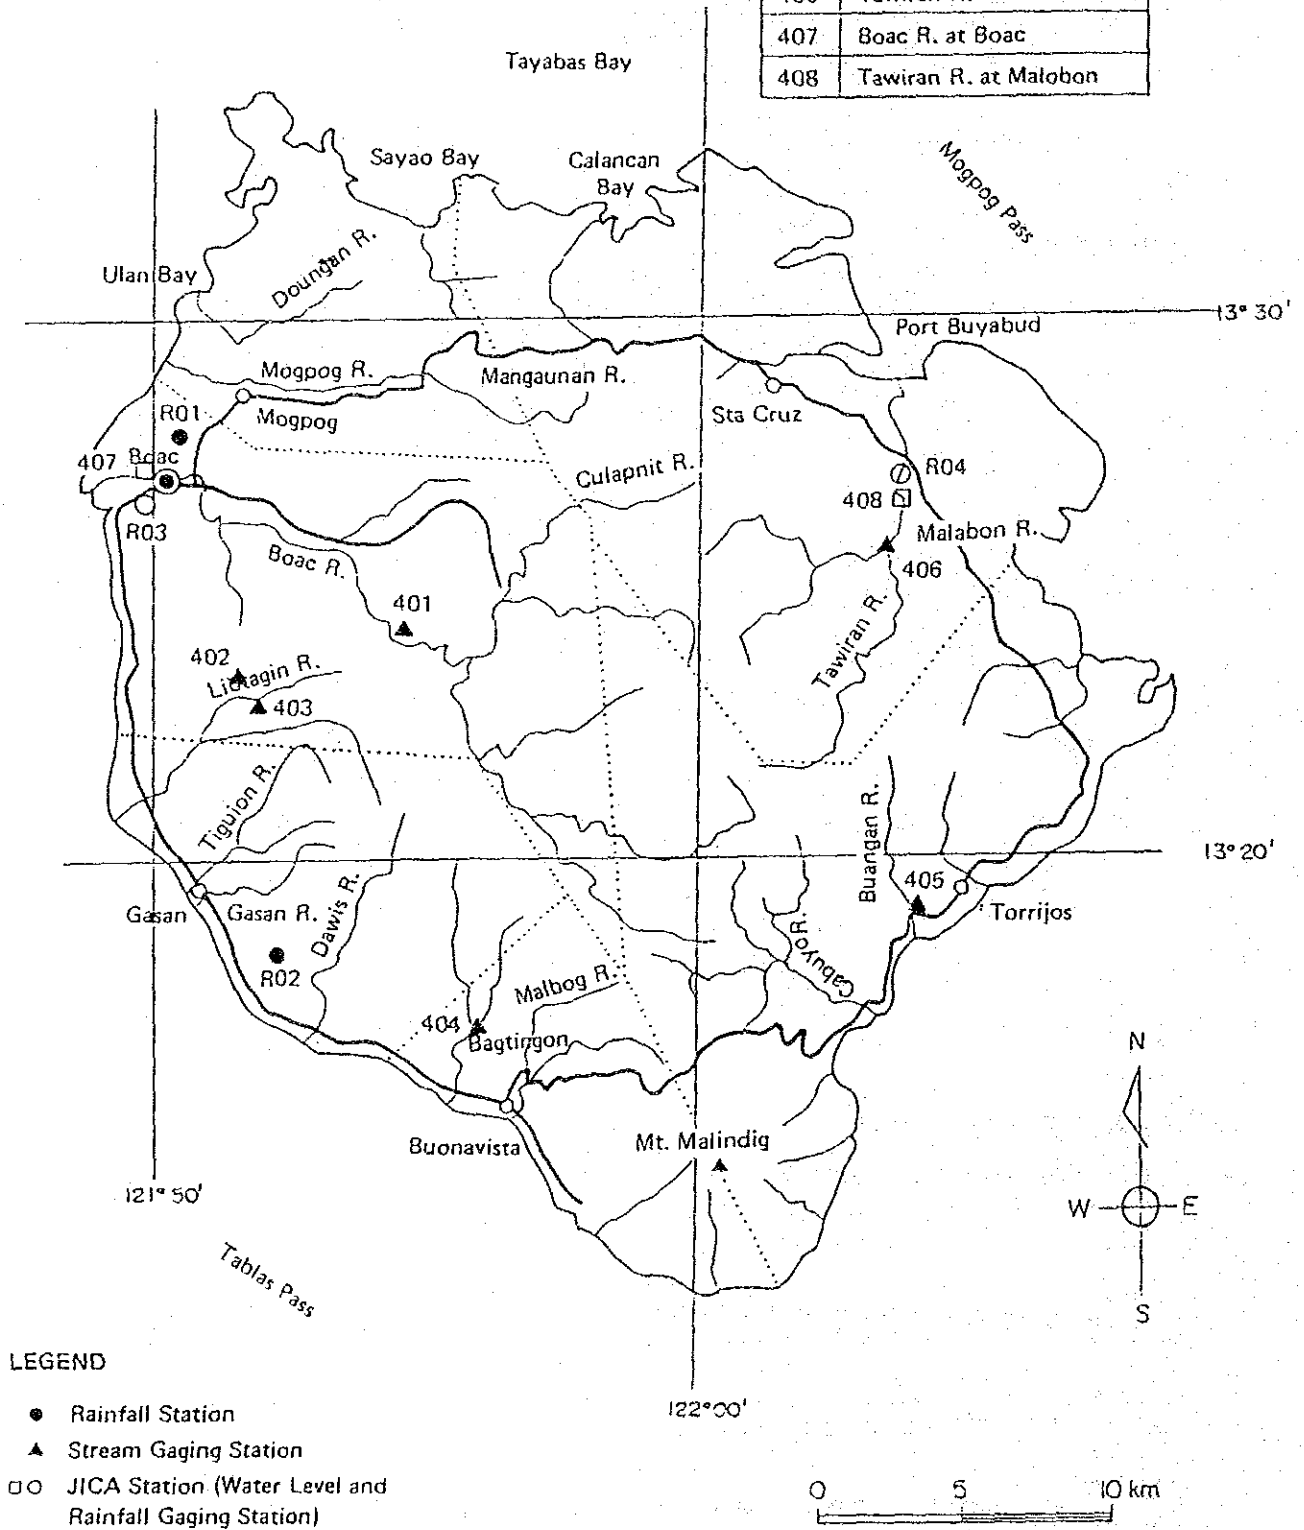 407 Boac R. at Boac
408 Tawiran R. at Malobon
Tayabas Bay
Sayao Bay
Calancan
Bay
Mogpog Pass
Doungan R.
Ulan Bay
13° 30'
Port Buyabud
Mogpog R.
Mangaunan R.
R01
Mogpog
Sta Cruz
407 Boac
Culapnit R.
R04
408
R03
Malabon R.
Boac R.
406
401
Tawiran R.
402
403
Tiguion R.
Buangan R.
13° 20'
405
Gasan
Gasan R.
Dawis R.
Torrijos
R02
Cabuyo R.
Malbog R.
404
Bagtingon
N
Buonavista
Mt. Malindig
121° 50'
W
E
Tablas Pass
S
LEGEND
122°00'
Rainfall Station
Stream Gaging Station
JICA Station (Water Level and
Rainfall Gaging Station)
0 5 10 km